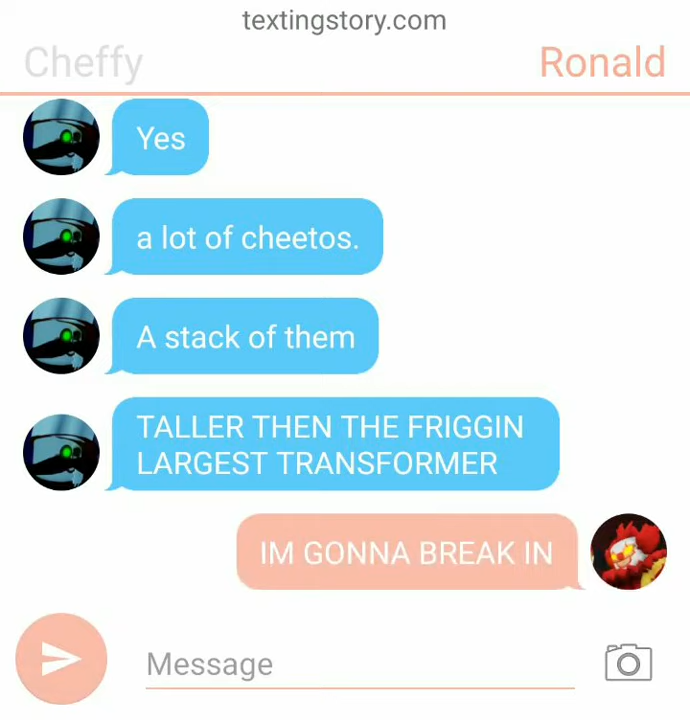 textingstory.com
Cheffy
Ronald
Yes
a lot of cheetos.
A stack of them
TALLER THEN THE FRIGGIN
LARGEST TRANSFORMER
IM GONNA BREAK IN
Message